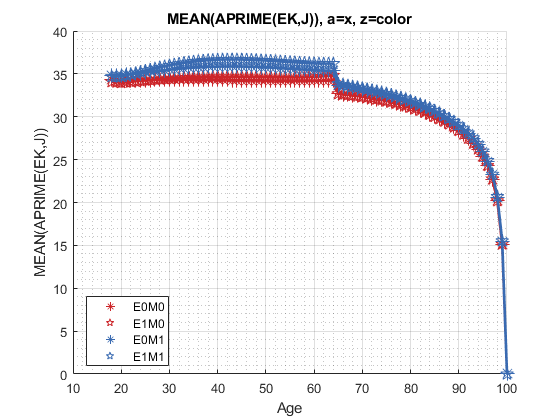 MEAN(APRIME(EK,J)), a=x, z=color
MEAN(APRIME(EK,J))
40
35
30
25
20
15
10
5
0
E0M0
E1M0
E0M1
E1M1
10 20 30 40 50 60 70 80 90 100
Age